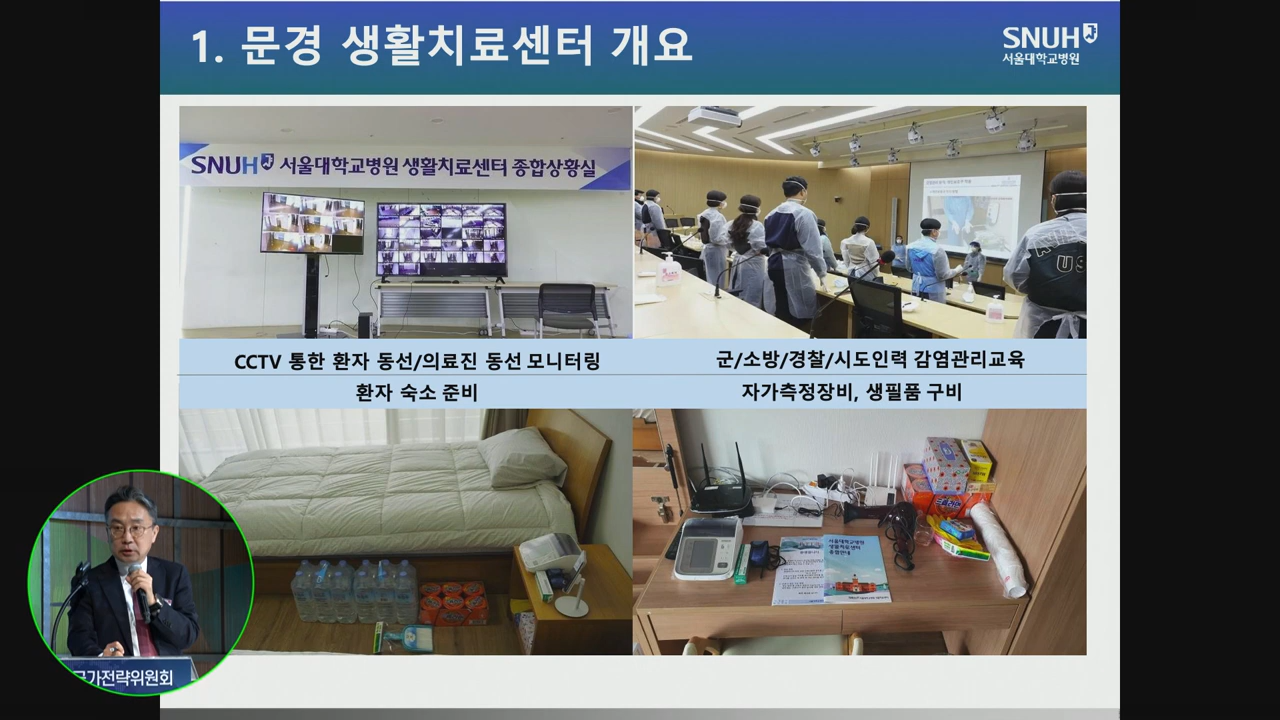 1. 문경 생활치료센터 개요
SNUH
서울대학교병원
SNUH 서울대학교병원 생활치료센터 종합상황실
US
CCTV 통한 환자 동선/의료진 동선 모니터링
군/소방/경찰/시도인력 감염관리교육
환자 숙소 준비
자가측정장비, 생필품 구비
서울대학교병원
생활치료센터
종합안내
국가전략위원회